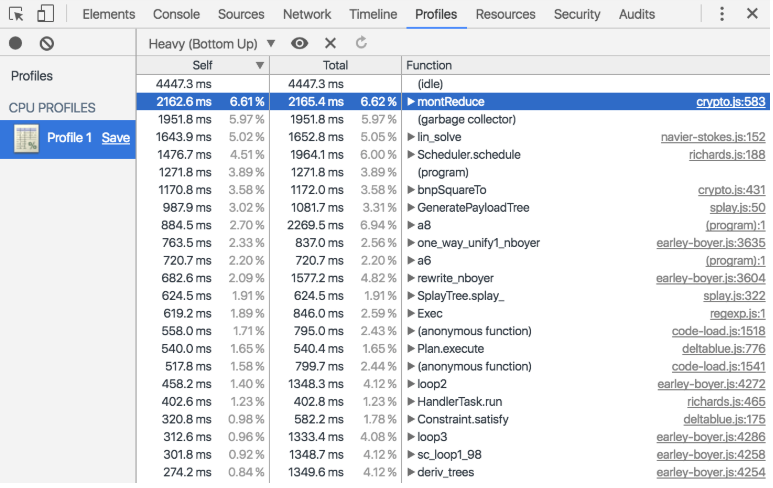 Elements Console Sources Network Timeline Profiles Resources Security Audits
Heavy (Bottom Up) ▼
Profiles
CPU PROFILES
Profile 1 Save
Self ▼ Total Function
4447.3 ms 4447.3 ms (idle)
2162.6 ms 6.61 % 2165.4 ms 6.62 % ▶ montReduce crypto.js:583
1951.8 ms 5.97 % 1951.8 ms 5.97 % (garbage collector)
1643.9 ms 5.02 % 1652.8 ms 5.05 % ▶ lin_solve navier-stokes.js:152
1476.7 ms 4.51 % 1964.1 ms 6.00 % ▶ Scheduler.schedule richards.js:188
1271.8 ms 3.89 % 1271.8 ms 3.89 % (program)
1170.8 ms 3.58 % 1172.0 ms 3.58 % ▶ bnpSquareTo crypto.js:431
987.9 ms 3.02 % 1081.7 ms 3.31 % ▶ GeneratePayloadTree splay.js:50
884.5 ms 2.70 % 2269.5 ms 6.94 % ▶ a8 (program):1
763.5 ms 2.33 % 837.0 ms 2.56 % ▶ one_way_unify1_nboyer earley-boyer.js:3635
720.7 ms 2.20 % 720.7 ms 2.20 % ▶ a6 (program):1
682.6 ms 2.09 % 1577.2 ms 4.82 % ▶ rewrite_nboyer earley-boyer.js:3604
624.5 ms 1.91 % 624.5 ms 1.91 % ▶ SplayTree.splay_ splay.js:322
619.2 ms 1.89 % 846.0 ms 2.59 % ▶ Exec regexp.js:1
558.0 ms 1.71 % 795.0 ms 2.43 % ▶ (anonymous function) code-load.js:1518
540.0 ms 1.65 % 540.4 ms 1.65 % ▶ Plan.execute deltablue.js:776
517.8 ms 1.58 % 799.7 ms 2.44 % ▶ (anonymous function) code-load.js:1541
458.2 ms 1.40 % 1348.3 ms 4.12 % ▶ loop2 earley-boyer.js:4272
402.6 ms 1.23 % 402.8 ms 1.23 % ▶ HandlerTask.run richards.js:465
320.8 ms 0.98 % 582.2 ms 1.78 % ▶ Constraint.satisfy deltablue.js:175
312.6 ms 0.96 % 1333.4 ms 4.08 % ▶ loop3 earley-boyer.js:4286
301.8 ms 0.92 % 1348.7 ms 4.12 % ▶ sc_loop1_98 earley-boyer.js:4258
274.2 ms 0.84 % 1349.6 ms 4.12 % ▶ deriv_trees earley-boyer.js:4254